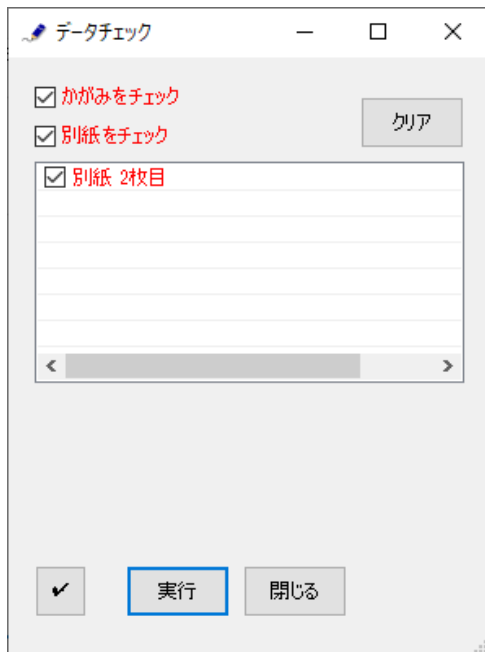 データチェック
かがみをチェック
クリア
別紙をチェック
別紙 2枚目
実行
閉じる